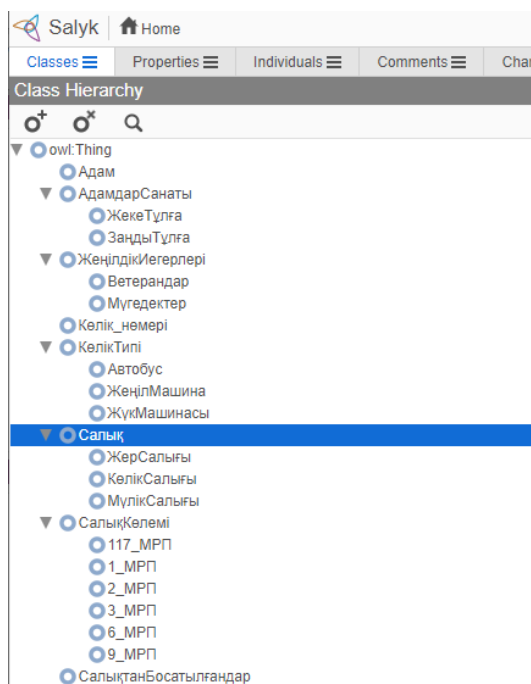 Salyk Home
Classes Properties Individuals Comments
Class Hierarchy
owl:Thing
Адам
АдамдарСанаты
ЖекеТұлға
ЗаңдыТұлға
ЖеңілдікИегерлері
Ветерандар
Мүгедектер
Көлік_нөмері
КөлікТипі
Автобус
ЖеңілМашина
ЖүкМашинасы
Салық
ЖерСалығы
КөлікСалығы
МүлікСалығы
СалықКөлемі
117_МРП
1_МРП
2_МРП
3_МРП
6_МРП
9_МРП
СалықтанБосатылғандар